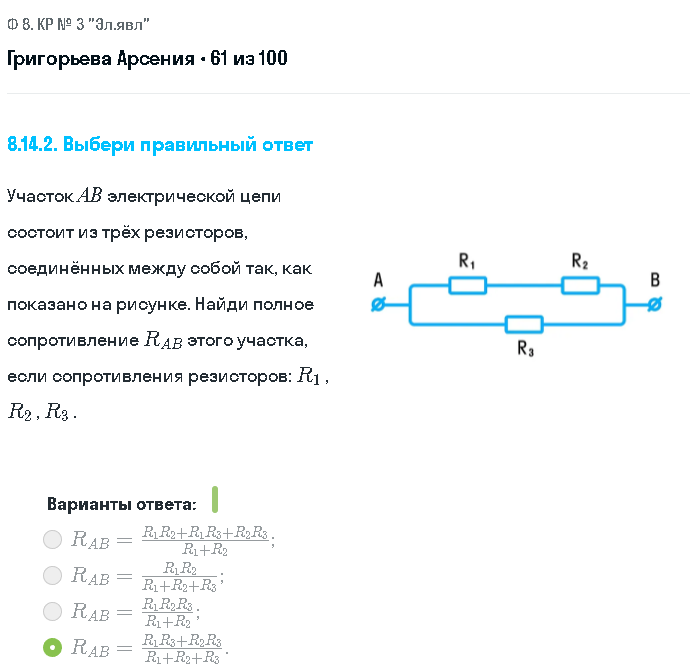 Ф 8. КР № 3 "Эл.явл"
Григорьева Арсения • 61 из 100
8.14.2. Выбери правильный ответ
Участок AB электрической цепи
состоит из трёх резисторов,
соединённых между собой так, как
показано на рисунке. Найди полное
сопротивление R_{AB} этого участка,
если сопротивления резисторов: R_1 ,
R_2 , R_3 .
A
R_1
R_2
B
R_3
Варианты ответа:
R_{AB} = \frac{R_1R_2+R_1R_3+R_2R_3}{R_1+R_2};
R_{AB} = \frac{R_1R_2}{R_1+R_2+R_3};
R_{AB} = \frac{R_1R_2R_3}{R_1+R_2};
R_{AB} = \frac{R_1R_3+R_2R_3}{R_1+R_2+R_3}.